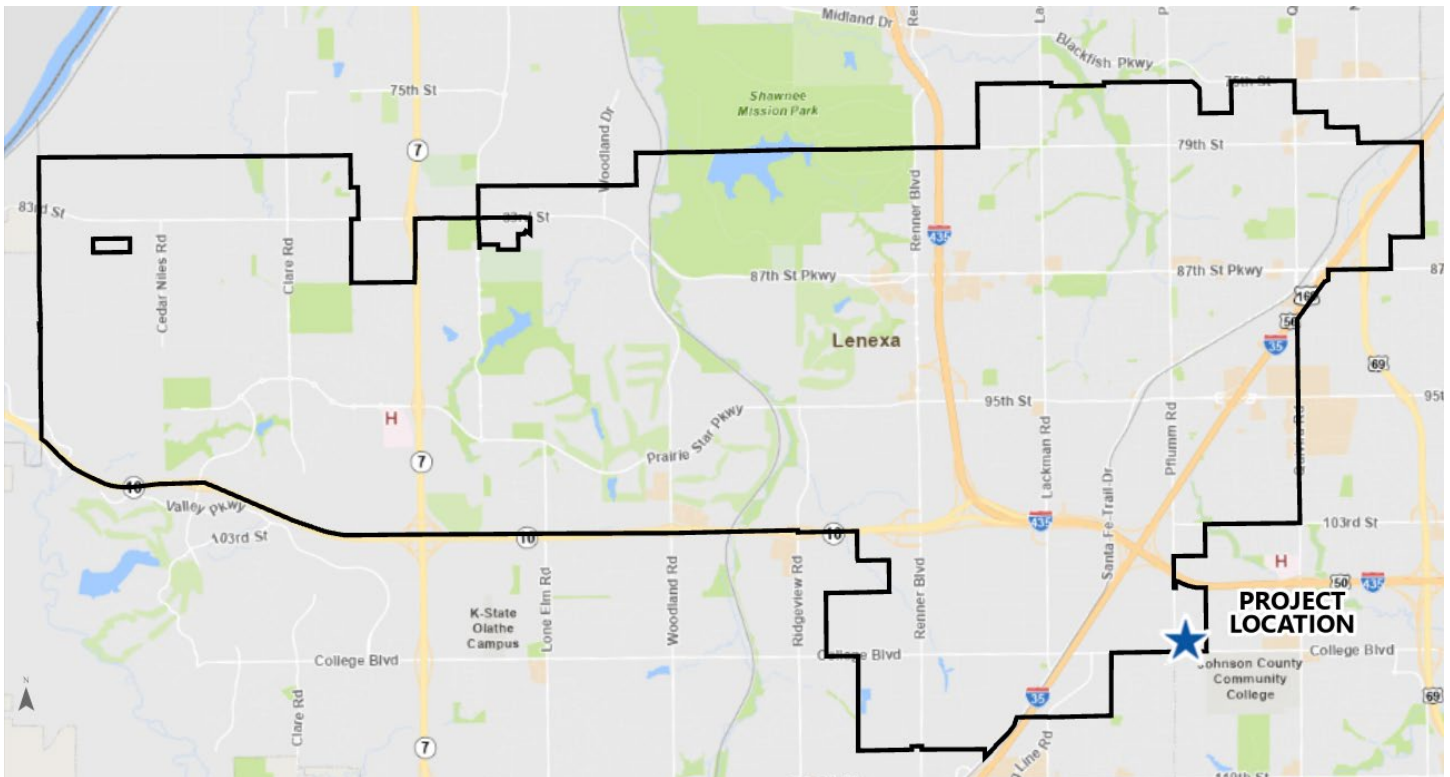 Midland Dr
Blackfish Pkwy
75th St
75th St
Shawnee
Mission Park
7
Woodland Dr
79th St
83rd St
83rd St
Renner Blvd
435
Cedar Niles Rd
Clare Rd
87th St Pkwy
87th St Pkwy
87
169
50
35
Lenexa
69
H
95th St
95t
Prairie Star Pkwy
Lackman Rd
Pflumm Rd
Santa Fe Trail Dr
7
10
Valley Pkwy
103rd St
10
10
435
103rd St
H
50
435
Lone Elm Rd
Woodland Rd
Ridgeview Rd
Renner Blvd
PROJECT
LOCATION
K-State
Olathe
Campus
College Blvd
College Blvd
College Blvd
Johnson County
Community
College
Clare Rd
N
35
69
7
Line Rd